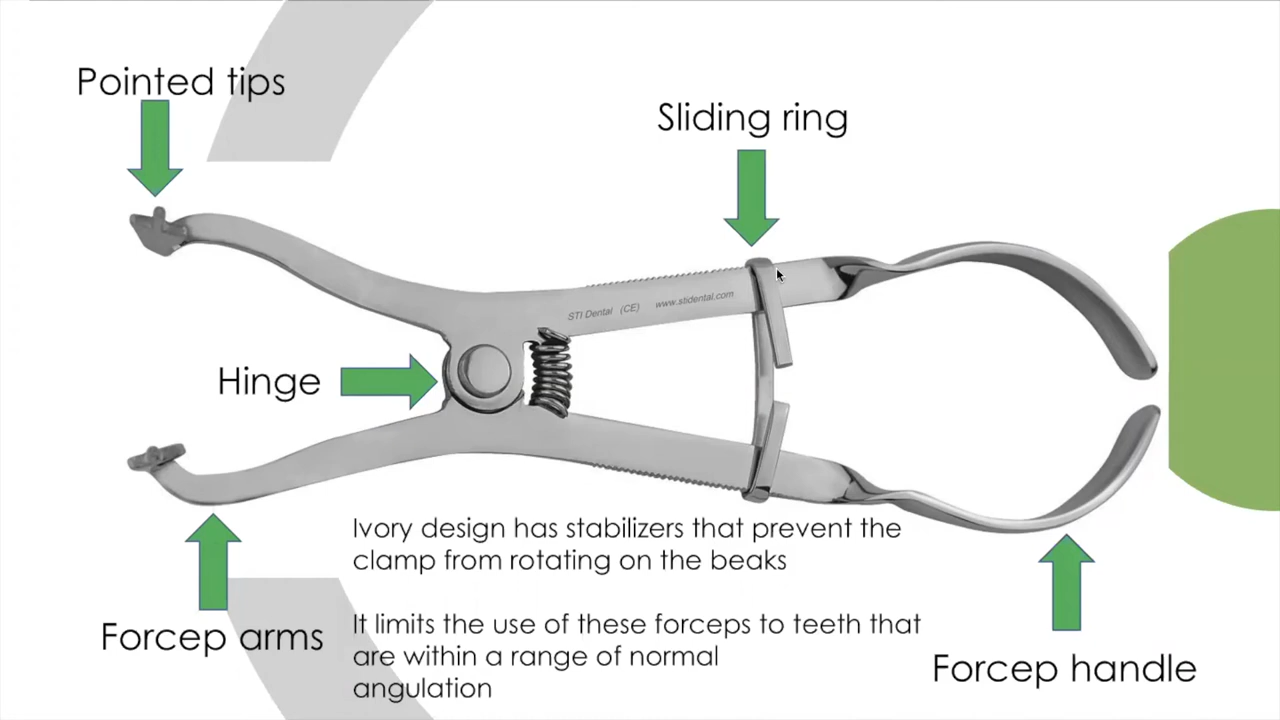 Pointed tips
Sliding ring
STI Dental (CE) www.stidental.com
Hinge
Ivory design has stabilizers that prevent the
clamp from rotating on the beaks
Forcep arms
It limits the use of these forceps to teeth that
are within a range of normal
angulation
Forcep handle